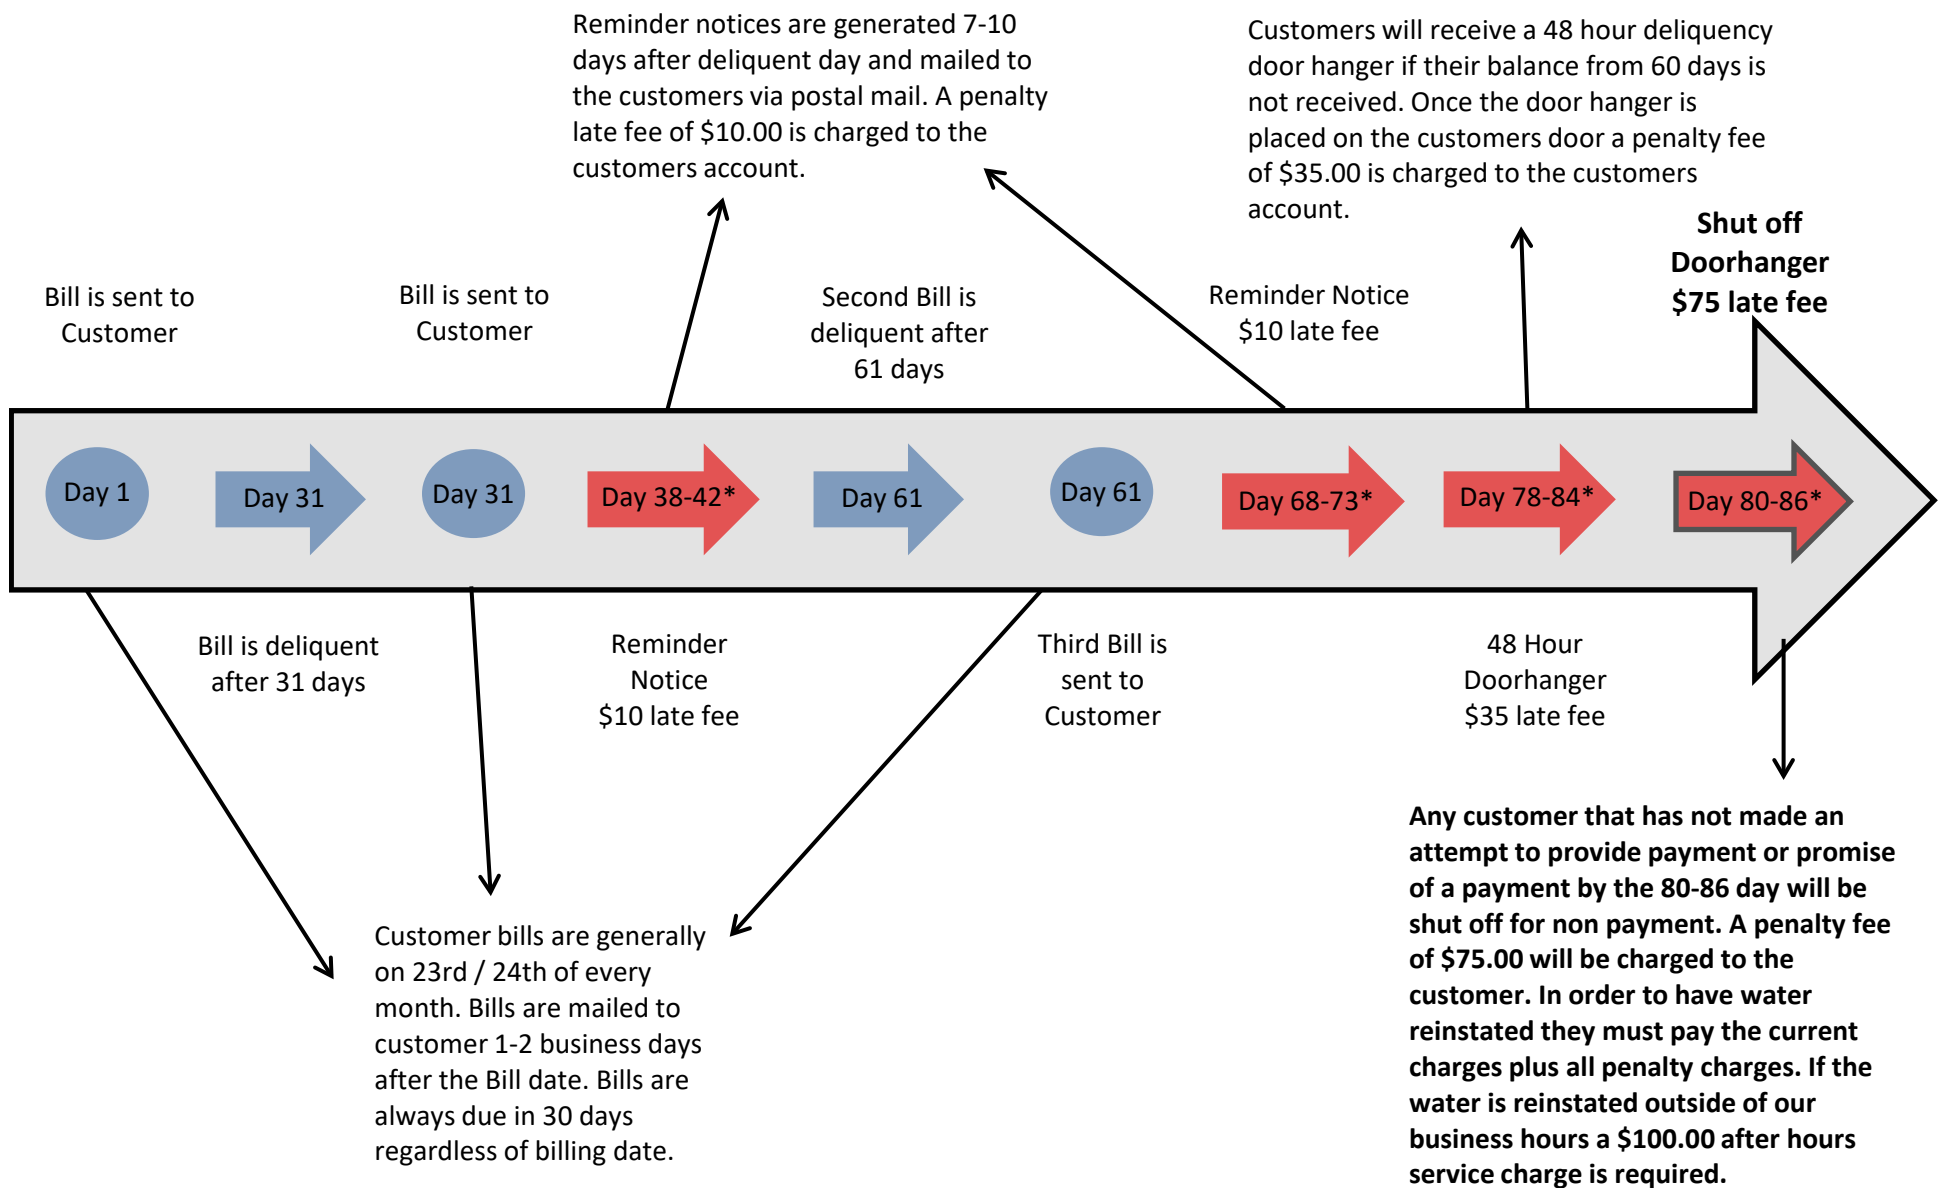 Reminder notices are generated 7-10
days after deliquent day and mailed to
the customers via postal mail. A penalty
late fee of $10.00 is charged to the
customers account.
Customers will receive a 48 hour deliquency
door hanger if their balance from 60 days is
not received. Once the door hanger is
placed on the customers door a penalty fee
of $35.00 is charged to the customers
account.
Shut off
Doorhanger
$75 late fee
Bill is sent to
Customer
Bill is sent to
Customer
Second Bill is
deliquent after
61 days
Reminder Notice
$10 late fee
Day 1
Day 31
Day 31
Day 38-42*
Day 61
Day 61
Day 68-73*
Day 78-84*
Day 80-86*
Bill is deliquent
after 31 days
Reminder
Notice
$10 late fee
Third Bill is
sent to
Customer
48 Hour
Doorhanger
$35 late fee
Customer bills are generally
on 23rd / 24th of every
month. Bills are mailed to
customer 1-2 business days
after the Bill date. Bills are
always due in 30 days
regardless of billing date.
Any customer that has not made an
attempt to provide payment or promise
of a payment by the 80-86 day will be
shut off for non payment. A penalty fee
of $75.00 will be charged to the
customer. In order to have water
reinstated they must pay the current
charges plus all penalty charges. If the
water is reinstated outside of our
business hours a $100.00 after hours
service charge is required.